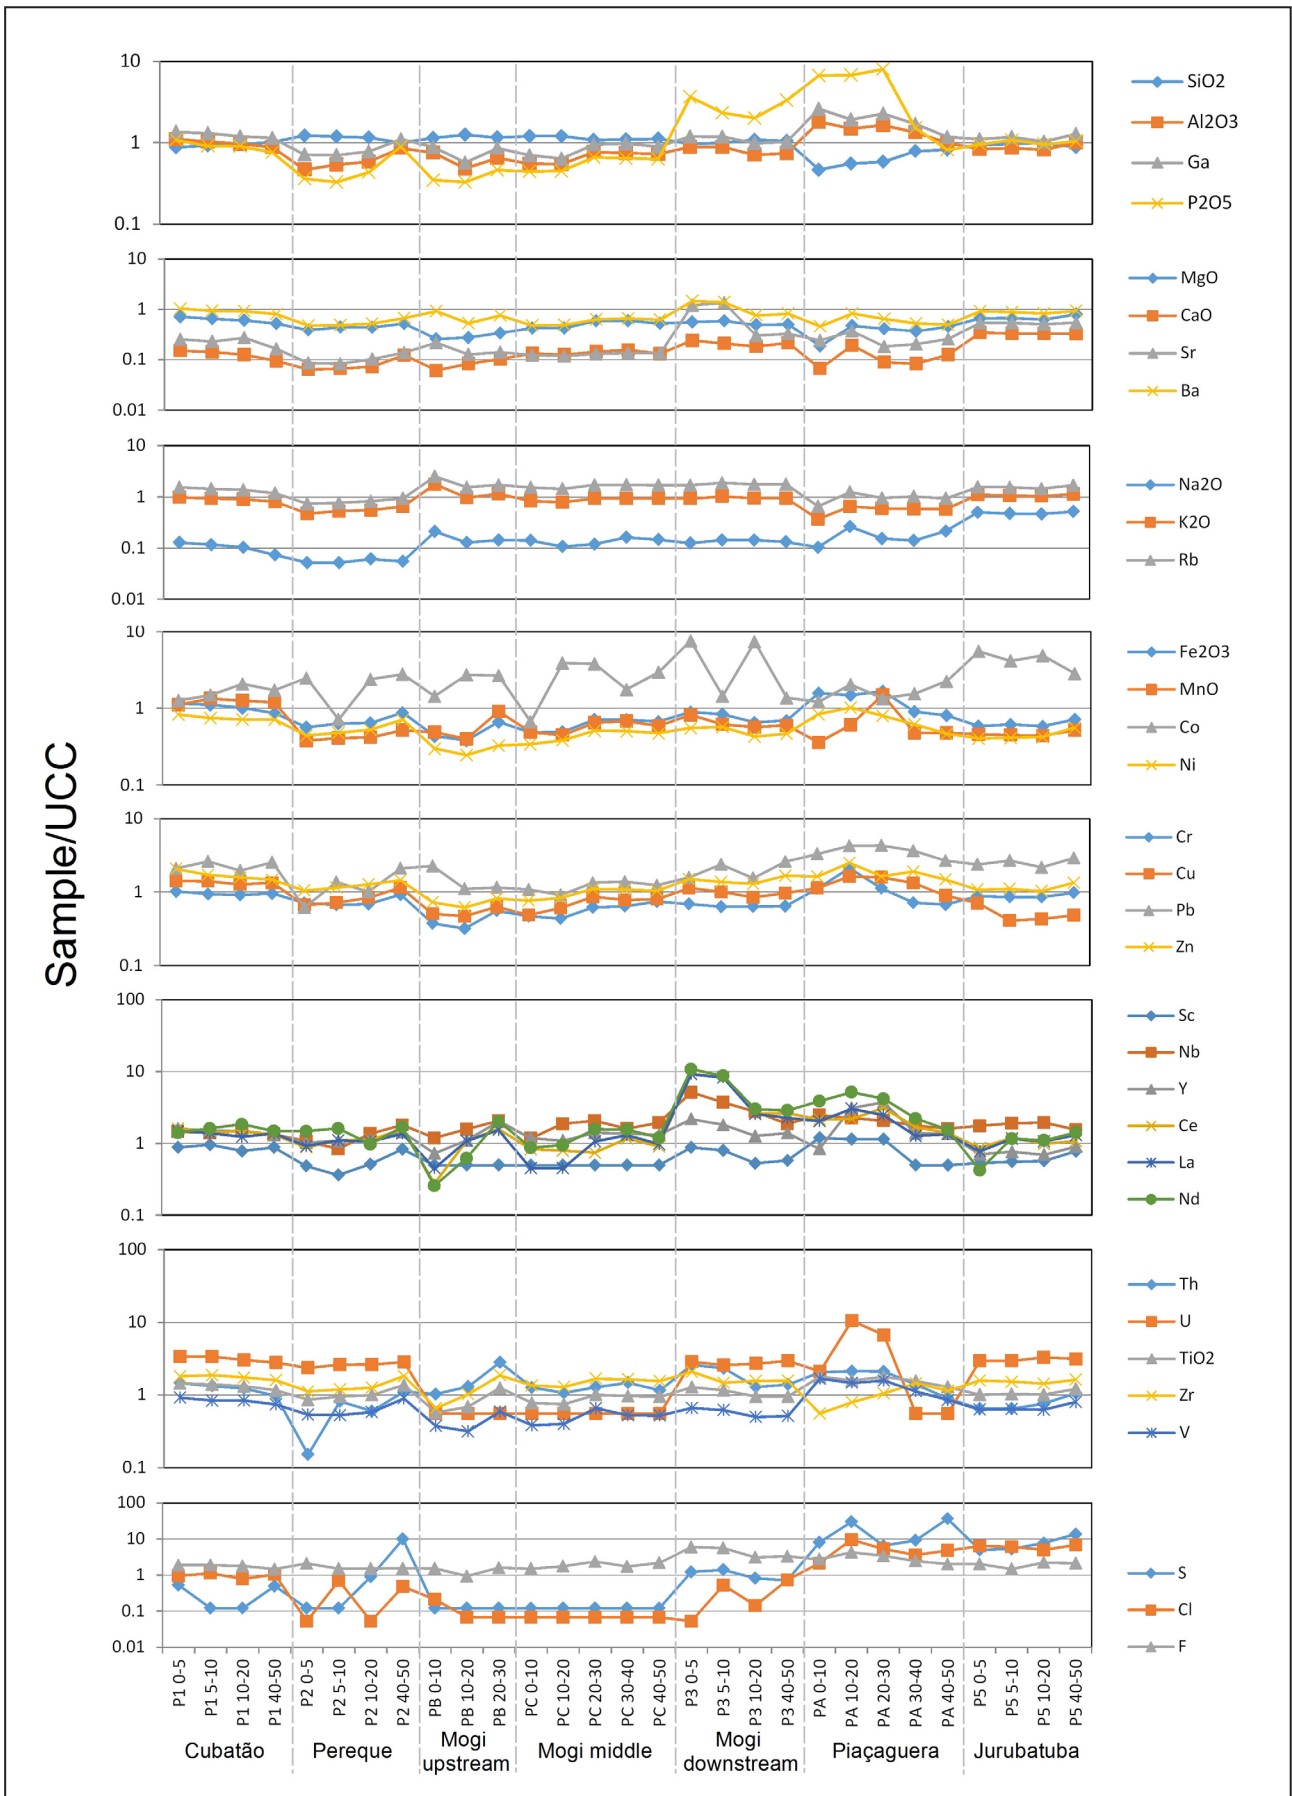 Sample/UCC
10
1
0.1
SiO2
Al2O3
Ga
P2O5
10
1
0.1
0.01
MgO
CaO
Sr
Ba
10
1
0.1
0.01
Na2O
K2O
Rb
10
1
0.1
Fe2O3
MnO
Co
Ni
10
1
0.1
Cr
Cu
Pb
Zn
100
10
1
0.1
Sc
Nb
Y
Ce
La
Nd
100
10
1
0.1
Th
U
TiO2
Zr
V
100
10
1
0.1
0.01
S
Cl
F
P1 0-5
P1 5-10
P1 10-20
P1 40-50
P2 0-5
P2 5-10
P2 10-20
P2 40-50
PB 0-10
PB 10-20
PB 20-30
PC 0-10
PC 10-20
PC 20-30
PC 30-40
PC 40-50
P3 0-5
P3 5-10
P3 10-20
P3 40-50
PA 0-10
PA 10-20
PA 20-30
PA 30-40
PA 40-50
P5 0-5
P5 5-10
P5 10-20
P5 40-50
Cubatão
Pereque
Mogi
upstream
Mogi middle
Mogi
downstream
Piaçaguera
Jurubatuba